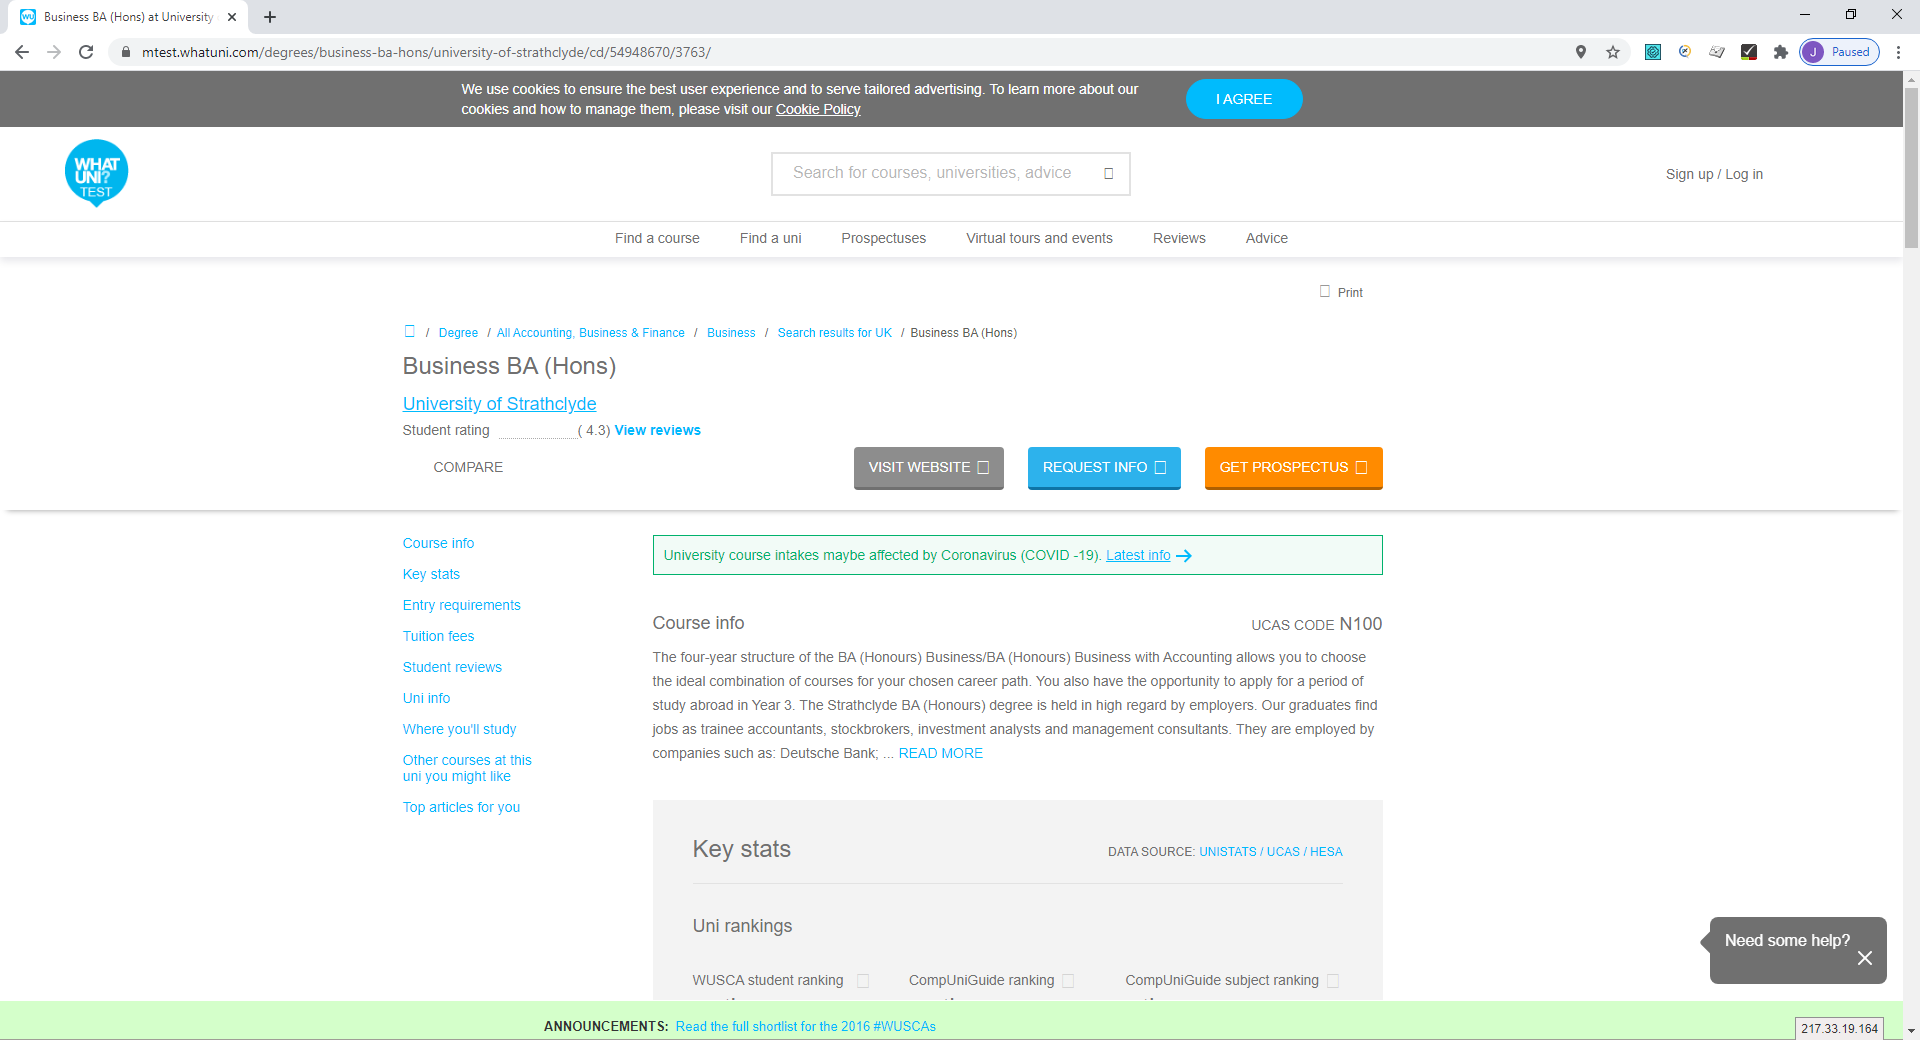 Business BA (Hons) at University
mtest.whatuni.com/degrees/business-ba-hons/university-of-strathclyde/cd/54948670/3763/
J Paused
We use cookies to ensure the best user experience and to serve tailored advertising. To learn more about our
cookies and how to manage them, please visit our Cookie Policy
I AGREE
WHAT
UNI?
TEST
Search for courses, universities, advice
Sign up / Log in
Find a course Find a uni Prospectuses Virtual tours and events Reviews Advice
Print
/ Degree / All Accounting, Business & Finance / Business / Search results for UK / Business BA (Hons)
Business BA (Hons)
University of Strathclyde
Student rating ( 4.3) View reviews
COMPARE
VISIT WEBSITE
REQUEST INFO
GET PROSPECTUS
Course info
Key stats
Entry requirements
Tuition fees
Student reviews
Uni info
Where you'll study
Other courses at this
uni you might like
Top articles for you
University course intakes maybe affected by Coronavirus (COVID -19). Latest info
Course info
UCAS CODE N100
The four-year structure of the BA (Honours) Business/BA (Honours) Business with Accounting allows you to choose
the ideal combination of courses for your chosen career path. You also have the opportunity to apply for a period of
study abroad in Year 3. The Strathclyde BA (Honours) degree is held in high regard by employers. Our graduates find
jobs as trainee accountants, stockbrokers, investment analysts and management consultants. They are employed by
companies such as: Deutsche Bank; ... READ MORE
Key stats
DATA SOURCE: UNISTATS / UCAS / HESA
Uni rankings
WUSCA student ranking
CompUniGuide ranking
CompUniGuide subject ranking
Need some help?
ANNOUNCEMENTS: Read the full shortlist for the 2016 #WUSCAs
217.33.19.164